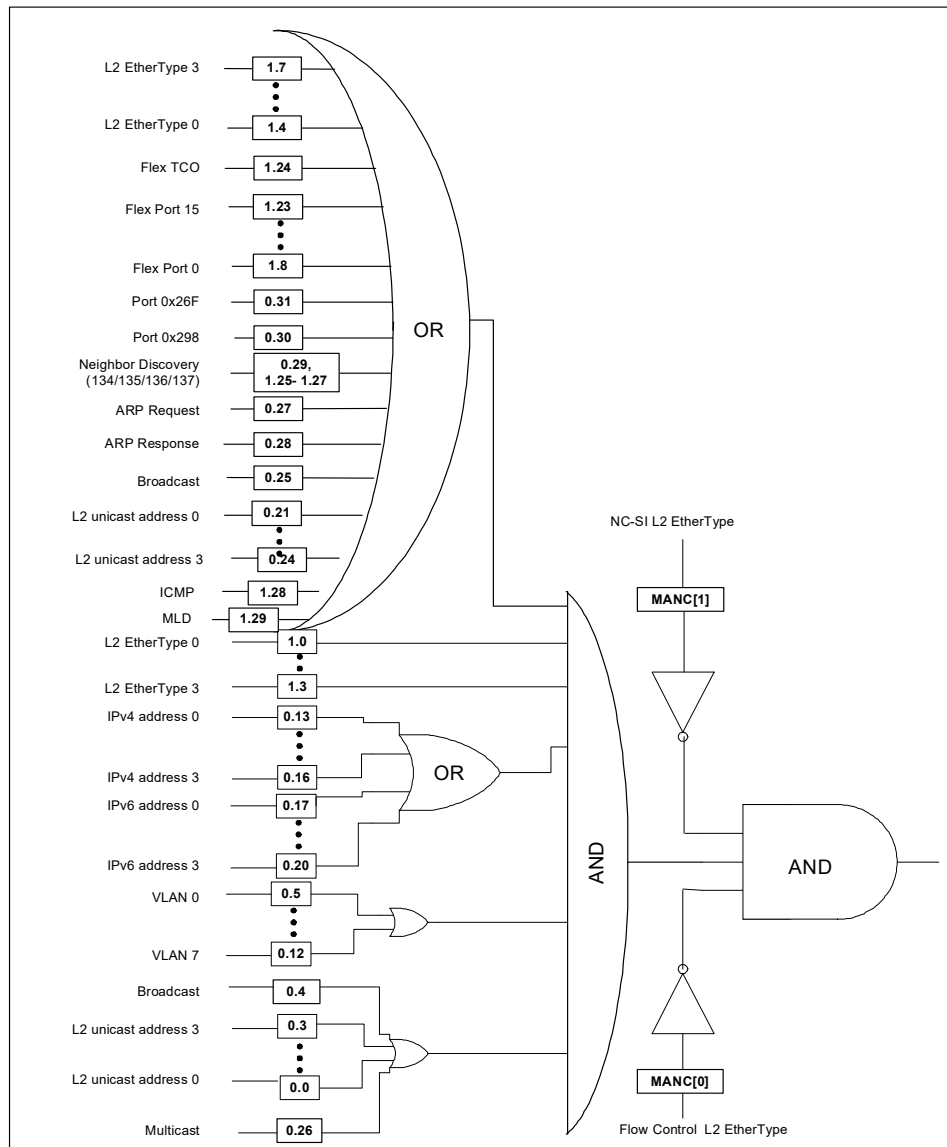 L2 EtherType 3
1.7
L2 EtherType 0
1.4
Flex TCO
1.24
Flex Port 15
1.23
Flex Port 0
1.8
Port 0x26F
0.31
Port 0x298
0.30
Neighbor Discovery
(134/135/136/137)
0.29,
1.25- 1.27
ARP Request
0.27
ARP Response
0.28
Broadcast
0.25
L2 unicast address 0
0.21
L2 unicast address 3
0.24
ICMP
1.28
MLD
1.29
OR
L2 EtherType 0
1.0
L2 EtherType 3
1.3
IPv4 address 0
0.13
IPv4 address 3
0.16
IPv6 address 0
0.17
IPv6 address 3
0.20
OR
VLAN 0
0.5
VLAN 7
0.12
Broadcast
0.4
L2 unicast address 3
0.3
L2 unicast address 0
0.0
Multicast
0.26
AND
NC-SI L2 EtherType
MANC[1]
AND
MANC[0]
Flow Control L2 EtherType